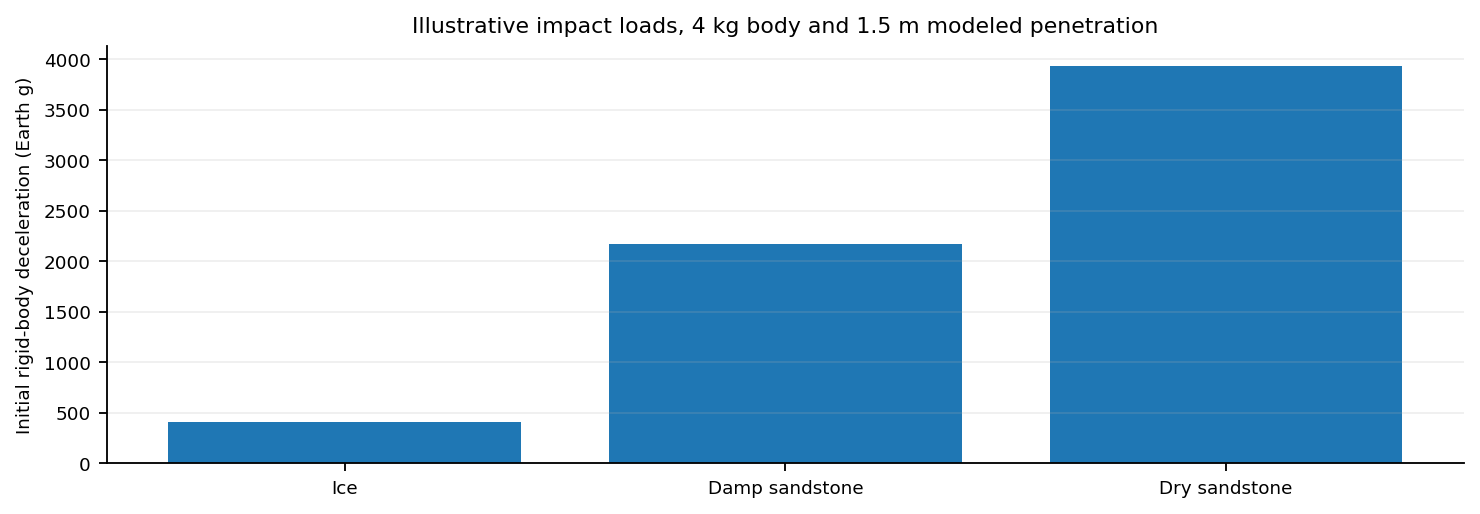 Illustrative impact loads, 4 kg body and 1.5 m modeled penetration
Initial rigid-body deceleration (Earth g)
4000
3500
3000
2500
2000
1500
1000
500
0
Ice
Damp sandstone
Dry sandstone